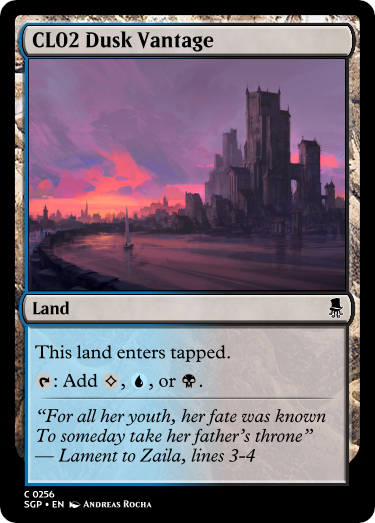 CL02 Dusk Vantage
Land
This land enters tapped.
: Add , , or .
“For all her youth, her fate was known
To someday take her father’s throne”
— Lament to Zaila, lines 3-4
C 0256
SGP • EN Andreas Rocha